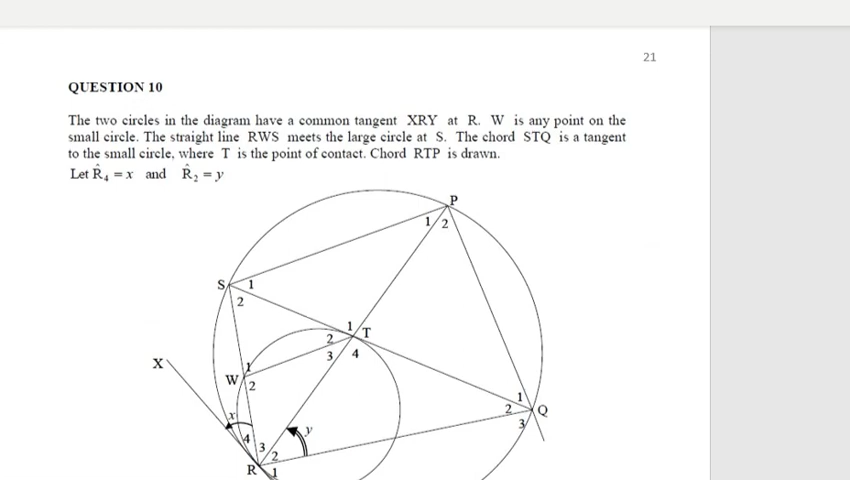 21
QUESTION 10
The two circles in the diagram have a common tangent XRY at R. W is any point on the
small circle. The straight line RWS meets the large circle at S. The chord STQ is a tangent
to the small circle, where T is the point of contact. Chord RTP is drawn.
Let R̂₄ = x and R̂₂ = y
P
1 2
S 1
2
1 T
2
3 4
X
1
W 2
1
2 Q
3
x
y
4
3
2
R 1